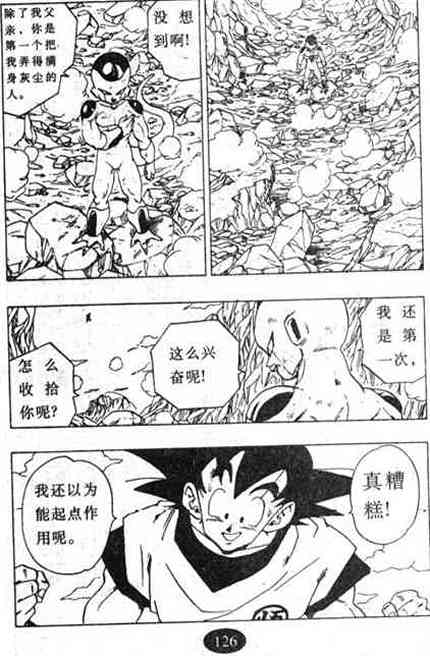 没想
到啊!
除了我父
亲,你是
第一个把
我弄得满
身灰尘的
人。
我还
是第
一次,
这么兴
奋呢!
怎么
收拾
你呢?
真糟
糕!
我还以为
能起点作
用呢。
悟
126